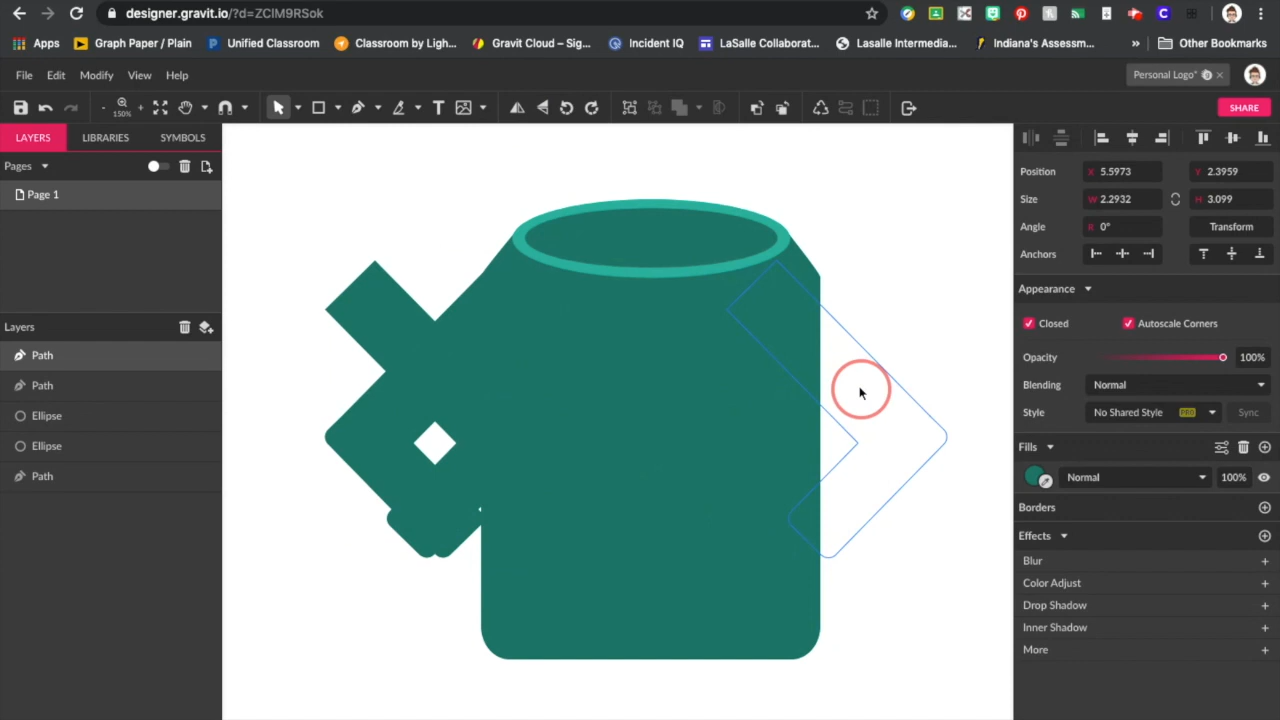 designer.gravit.io/?d=ZClM9RSok
Apps Graph Paper / Plain Unified Classroom Classroom by Ligh... Gravit Cloud – Sig... Incident IQ LaSalle Collaborat... Lasalle Intermedia... Indiana's Assessm... » Other Bookmarks
File Edit Modify View Help Personal Logo*
- + 150% T SHARE
LAYERS LIBRARIES SYMBOLS
Pages
Page 1
Layers
Path
Path
Ellipse
Ellipse
Path
Position X 5.5973 Y 2.3959
Size W 2.2932 H 3.099
Angle R 0° Transform
Anchors
Appearance
Closed Autoscale Corners
Opacity 100%
Blending Normal
Style No Shared Style PRO Sync
Fills
Normal 100%
Borders
Effects
Blur +
Color Adjust +
Drop Shadow +
Inner Shadow +
More +